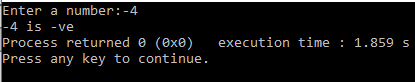 Enter a number:-4
-4 is -ve
Process returned 0 (0x0)   execution time : 1.859 s
Press any key to continue.